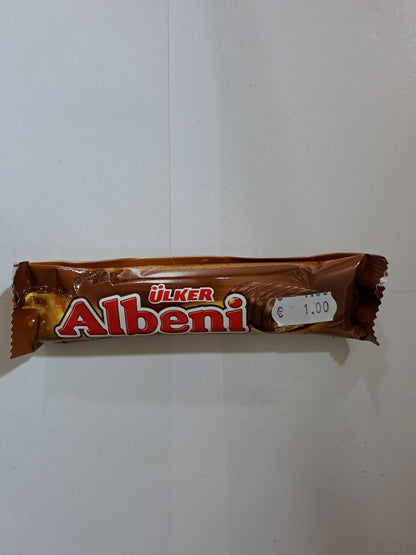 ÜLKER
Albeni
€ 1.00